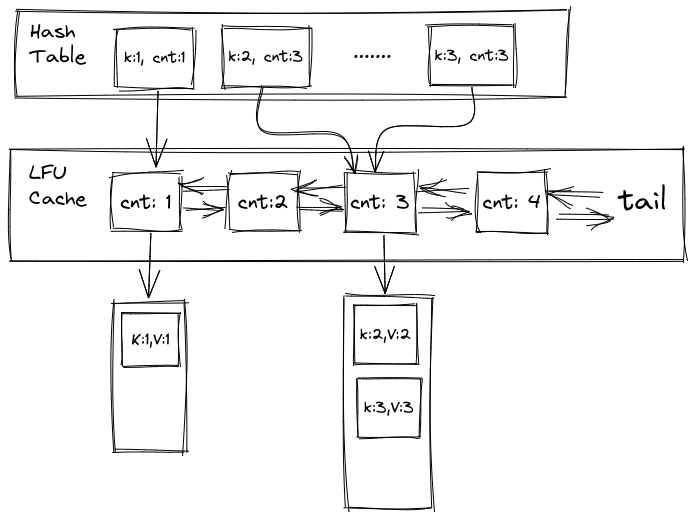 Hash
Table
k:1, cnt:1
k:2, cnt:3
.......
k:3, cnt:3
LFU
Cache
cnt: 1
cnt:2
cnt: 3
cnt: 4
tail
K:1,V:1
k:2,V:2
k:3,V:3